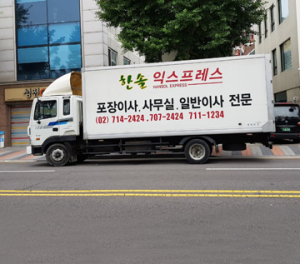 한솔 익스프레스
HANSOL EXPRESS
포장이사. 사무실. 일반이사 전문
(02) 714-2424 . 707-2424 711-1234